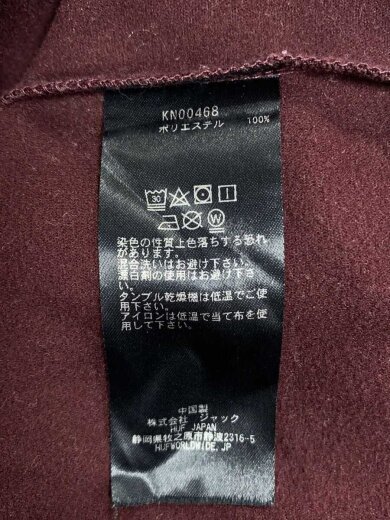 KN00468
ポリエステル 100%
30
W
染色の性質上色落ちする恐れ
があります。
混合洗いはお避け下さい。
漂白剤の使用はお避け下さい。
タンブル乾燥機は低温でご使
用下さい。
アイロンは低温で当て布を使
用して下さい。
中国製
株式会社 ジャック
HUF JAPAN
静岡県牧之原市静波2316-5
HUFWORLDWIDE.JP